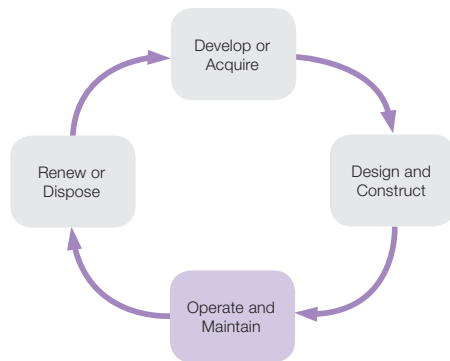 Develop or
Acquire
Design and
Construct
Operate and
Maintain
Renew or
Dispose